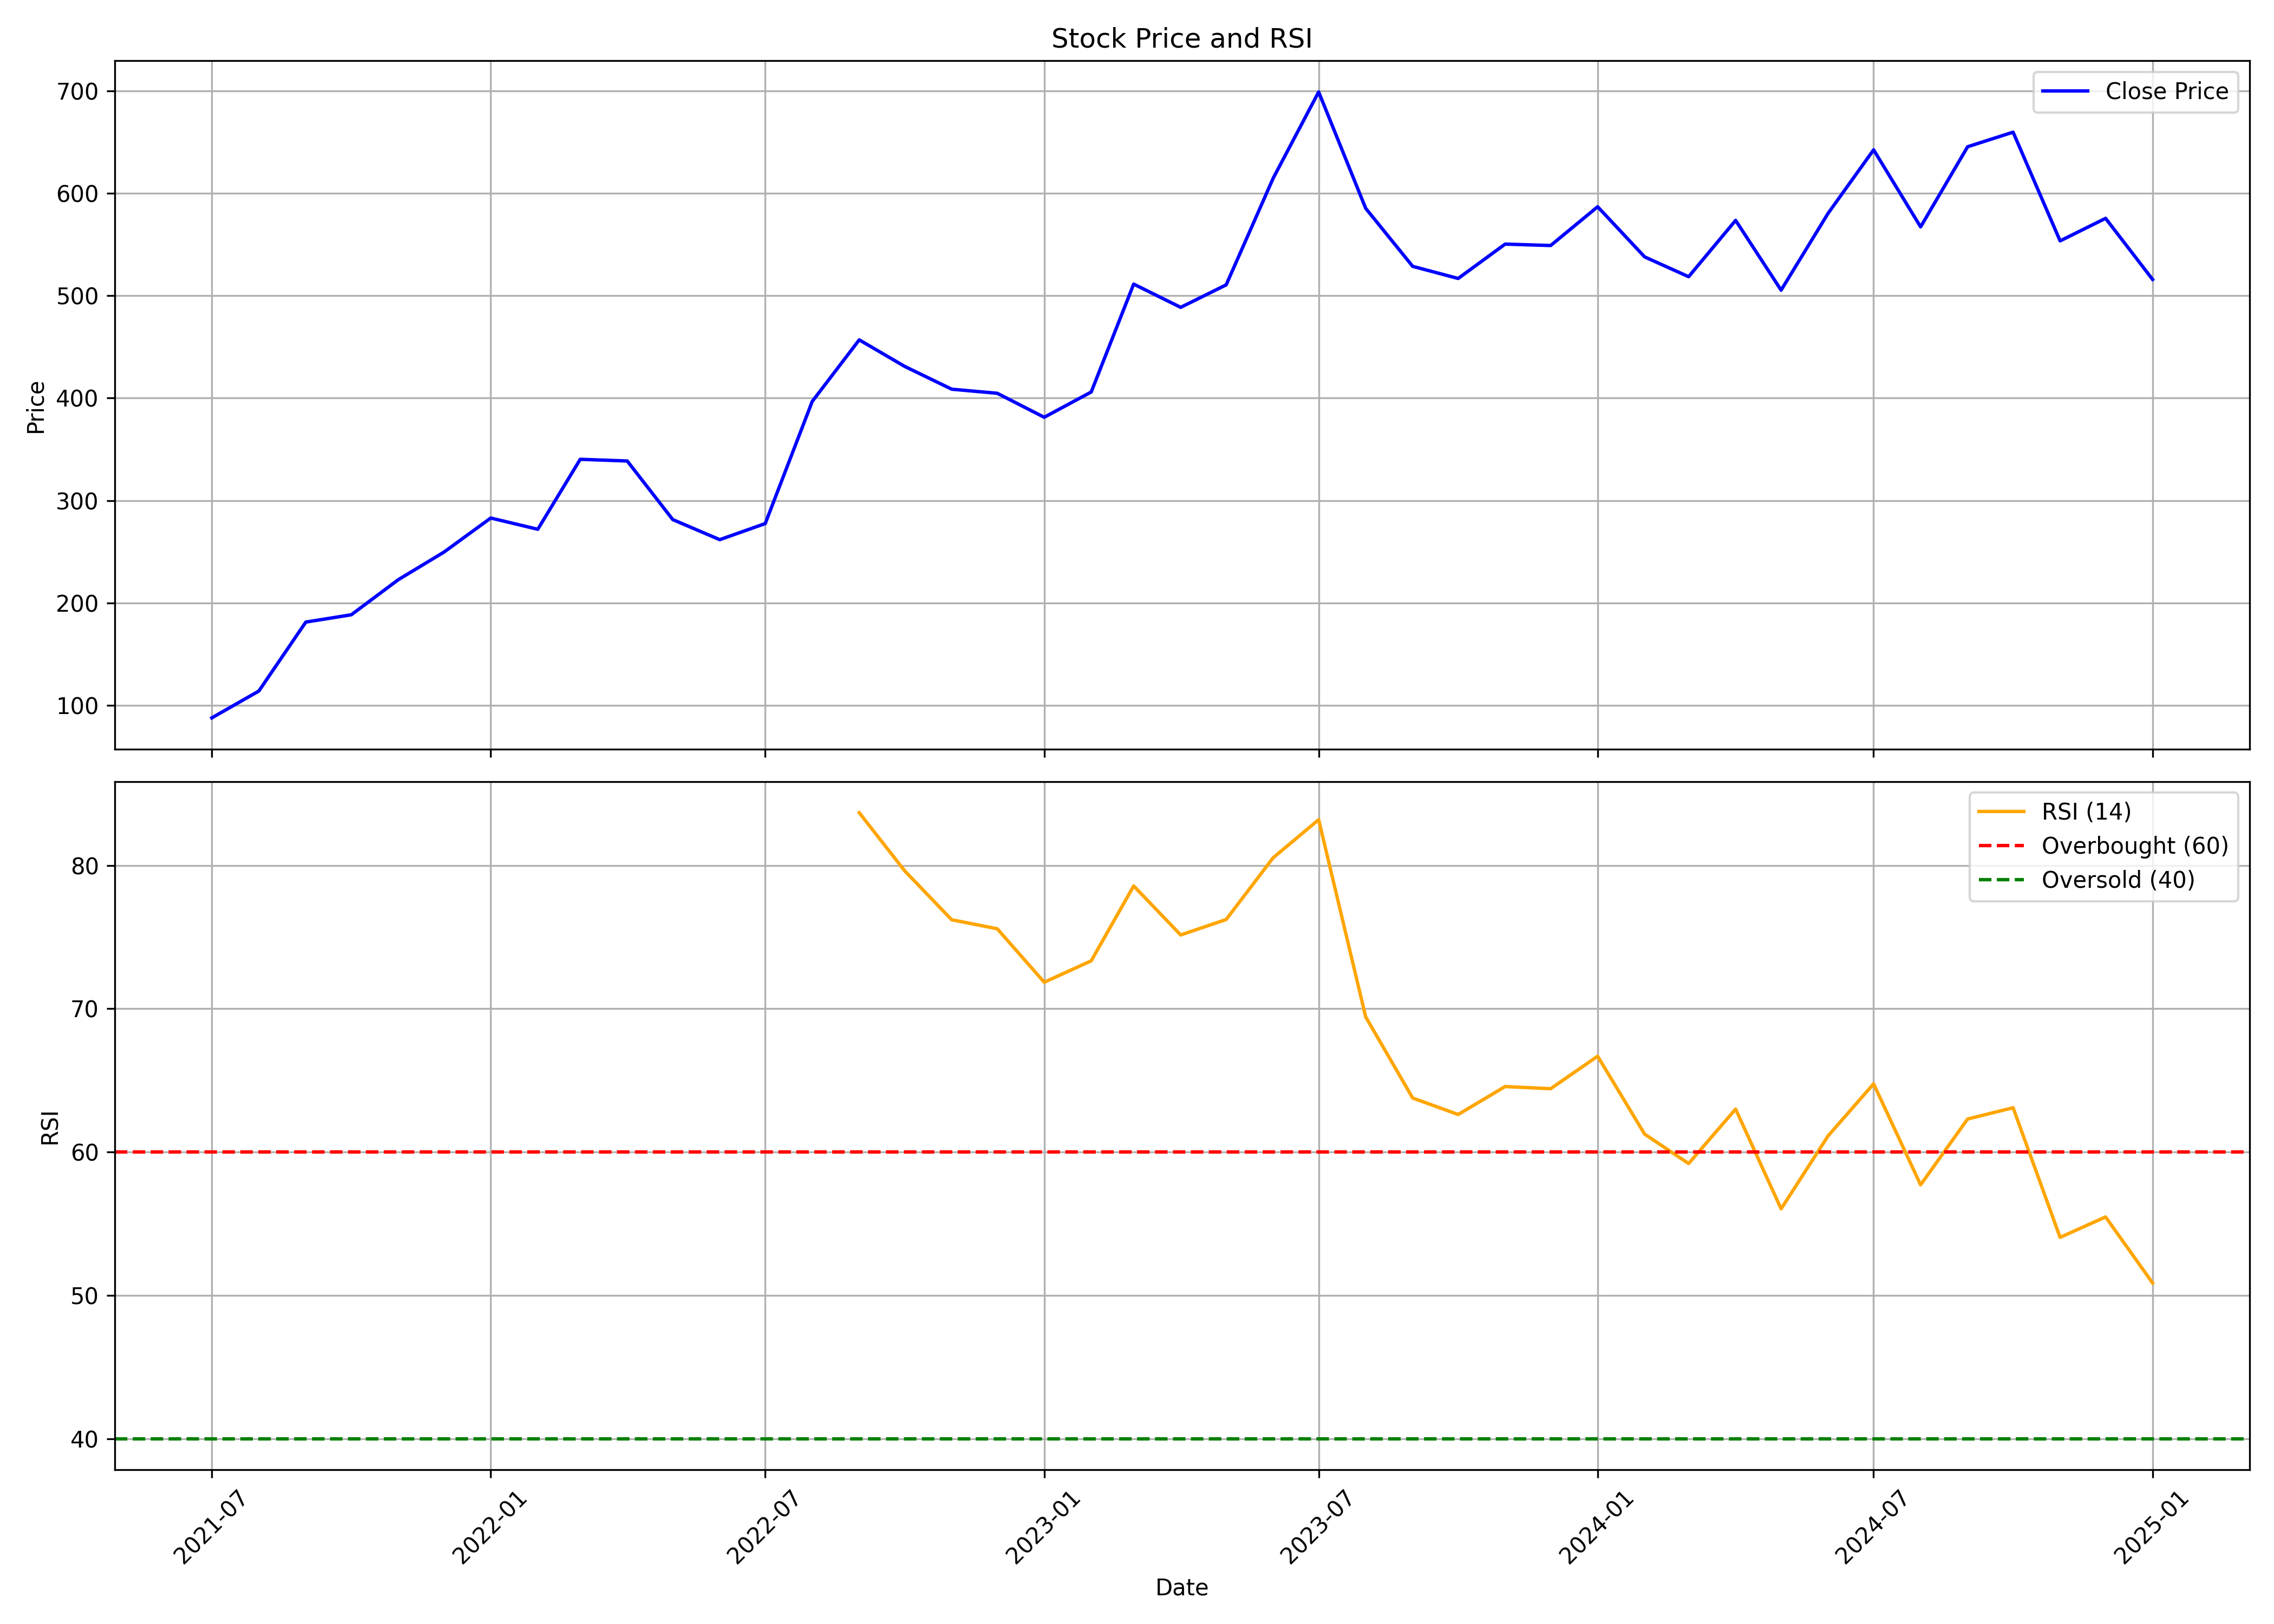 Stock Price and RSI
Close Price
700
600
500
400
300
200
100
Price
RSI (14)
Overbought (60)
Oversold (40)
80
70
60
50
40
RSI
2021-07
2022-01
2022-07
2023-01
2023-07
2024-01
2024-07
2025-01
Date